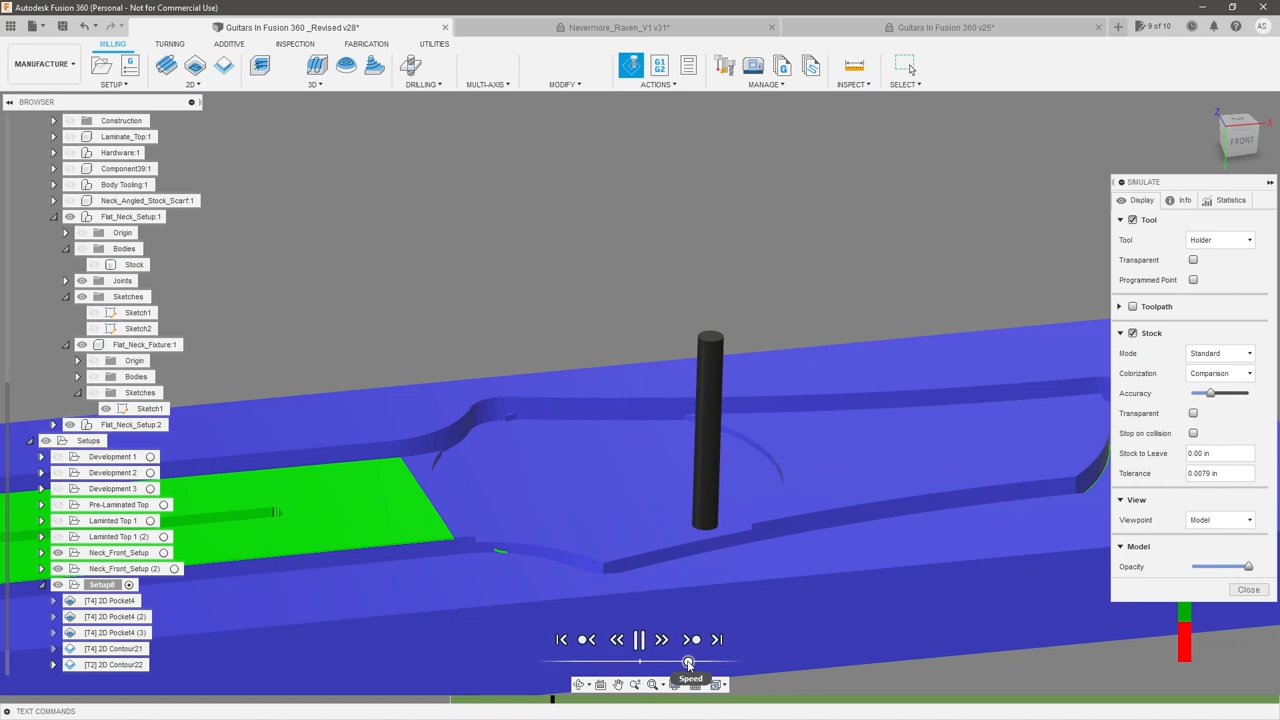 Autodesk Fusion 360 (Personal - Not for Commercial Use)
Guitars In Fusion 360 _Revised v28*
Nevermore_Raven_V1 v31*
Guitars In Fusion 360 v25*
9 of 10
AS
MANUFACTURE
MILLING
TURNING
ADDITIVE
INSPECTION
FABRICATION
UTILITIES
G1
G2
SETUP
2D
3D
DRILLING
MULTI-AXIS
MODIFY
ACTIONS
MANAGE
INSPECT
SELECT
BROWSER
Construction
Laminate_Top:1
Hardware:1
Component39:1
Body Tooling:1
Neck_Angled_Stock_Scarf:1
Flat_Neck_Setup:1
Origin
Bodies
Stock
Joints
Sketches
Sketch1
Sketch2
Flat_Neck_Fixture:1
Origin
Bodies
Sketches
Sketch1
Flat_Neck_Setup:2
Setups
Development 1
Development 2
Development 3
Pre-Laminated Top
Laminted Top 1
Laminted Top 1 (2)
Neck_Front_Setup
Neck_Front_Setup (2)
Setup8
[T4] 2D Pocket4
[T4] 2D Pocket4 (2)
[T4] 2D Pocket4 (3)
[T4] 2D Contour21
[T2] 2D Contour22
Z
X
FRONT
SIMULATE
Display
Info
Statistics
Tool
Tool Holder
Transparent
Programmed Point
Toolpath
Stock
Mode Standard
Colorization Comparison
Accuracy
Transparent
Stop on collision
Stock to Leave 0.00 in
Tolerance 0.0079 in
View
Viewpoint Model
Model
Opacity
Close
Speed
TEXT COMMANDS